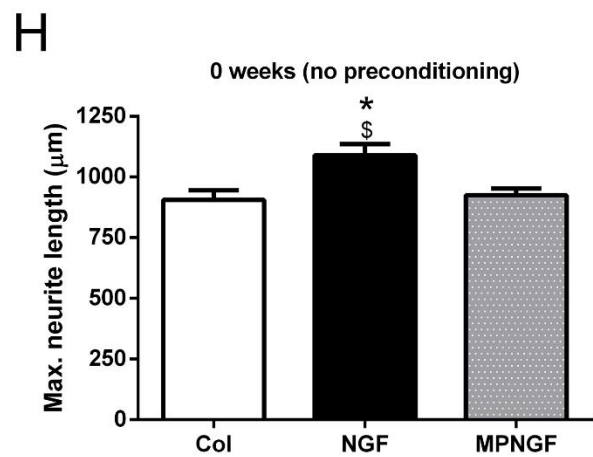 H
0 weeks (no preconditioning)
*
$
Max. neurite length (μm)
1250
1000
750
500
250
0
Col NGF MPNGF